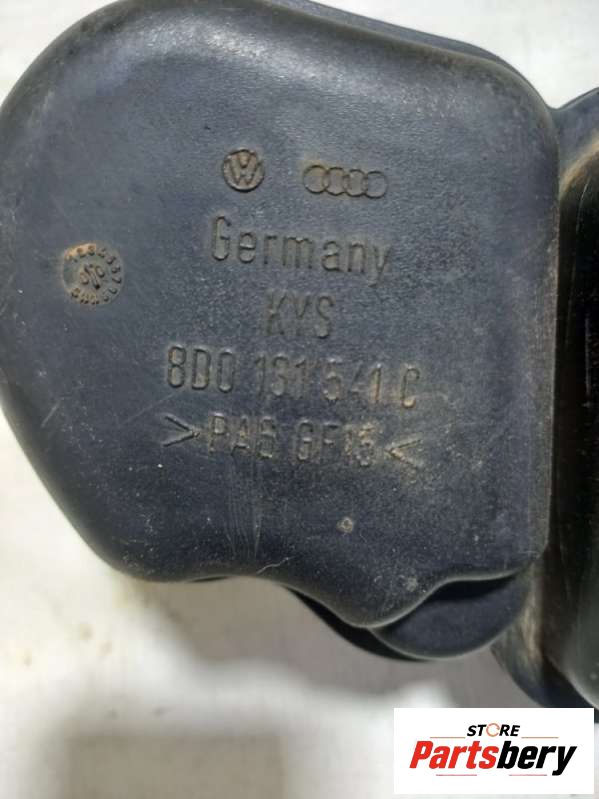 Germany
KYS
8D0 131 541 C
> PA6 GF15 <
STORE
Partsbery